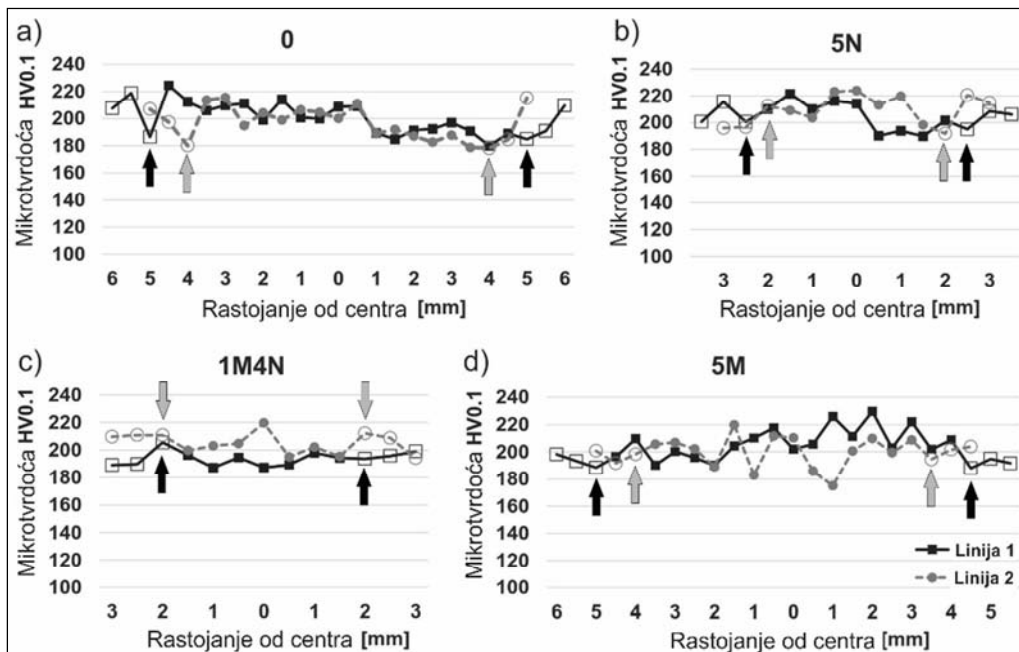 a) 0
Mikrotvrdoća HV0.1
240
220
200
180
160
140
120
100
6 5 4 3 2 1 0 1 2 3 4 5 6
Rastojanje od centra [mm]
b) 5N
Mikrotvrdoća HV0.1
240
220
200
180
160
140
120
100
3 2 1 0 1 2 3
Rastojanje od centra [mm]
c) 1M4N
Mikrotvrdoća HV0.1
240
220
200
180
160
140
120
100
3 2 1 0 1 2 3
Rastojanje od centra [mm]
d) 5M
Mikrotvrdoća HV0.1
240
220
200
180
160
140
120
100
6 5 4 3 2 1 0 1 2 3 4 5
Rastojanje od centra [mm]
Linija 1
Linija 2